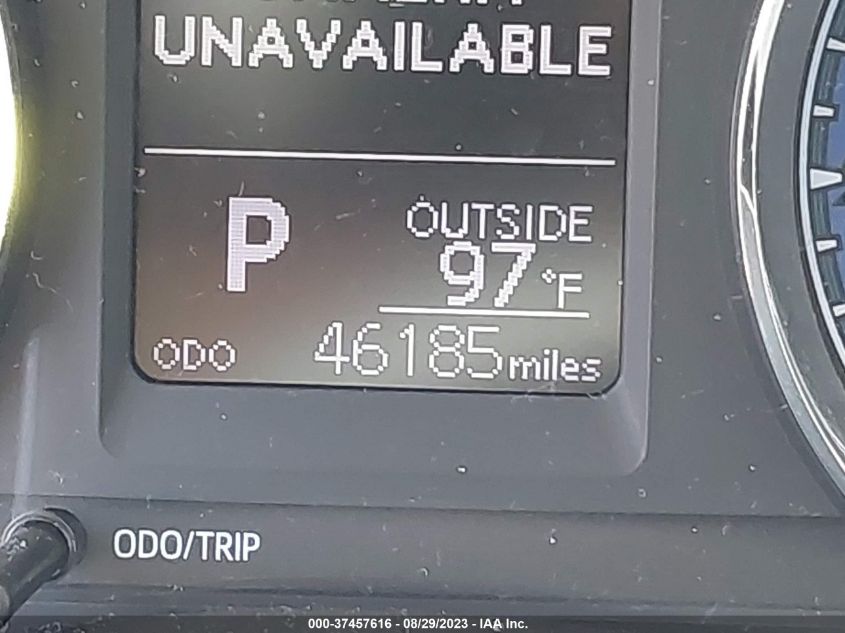 UNAVAILABLE
P
OUTSIDE
97°F
ODO 46185 miles
ODO/TRIP
000-37457616 - 08/29/2023 - IAA Inc.